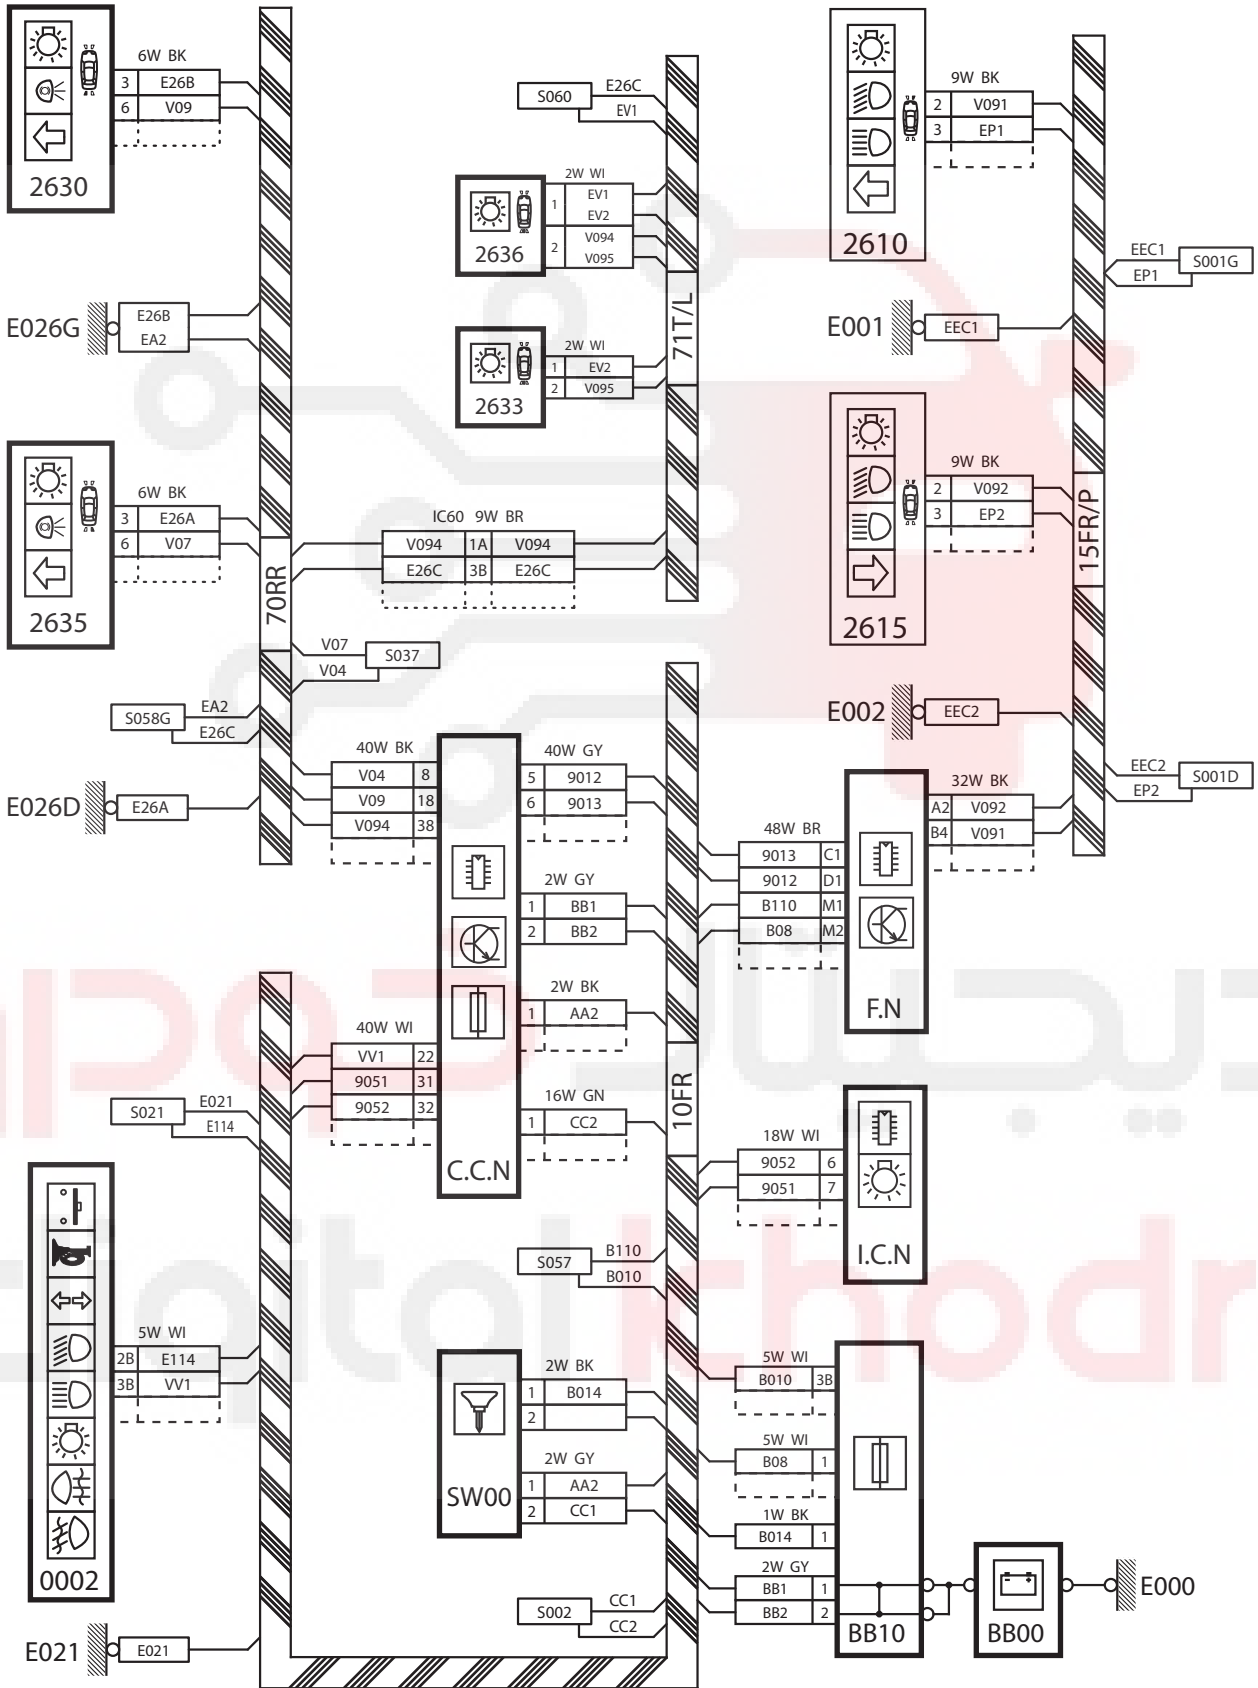 6W BK
3 E26B
6 V09
2630
E026G
E26B
EA2
6W BK
3 E26A
6 V07
2635
70RR
V07
V04
S037
S058G
EA2
E26C
E026D
E26A
S060
E26C
EV1
2W WI
1
EV1
EV2
2
V094
V095
2636
2W WI
1 EV2
2 V095
2633
71T/L
IC60 9W BR
V094 1A V094
E26C 3B E26C
9W BK
2 V091
3 EP1
2610
EEC1
EP1
S001G
E001
EEC1
9W BK
2 V092
3 EP2
2615
15FR/P
E002
EEC2
EEC2
EP2
S001D
40W BK
V04 8
V09 18
V094 38
40W GY
5 9012
6 9013
2W GY
1 BB1
2 BB2
2W BK
1 AA2
40W WI
VV1 22
9051 31
9052 32
16W GN
1 CC2
C.C.N
10FR
48W BR
9013 C1
9012 D1
B110 M1
B08 M2
32W BK
A2 V092
B4 V091
F.N
18W WI
9052 6
9051 7
I.C.N
S021
E021
E114
5W WI
2B E114
3B VV1
0002
E021
E021
S057
B110
B010
2W BK
1 B014
2
2W GY
1 AA2
2 CC1
SW00
S002
CC1
CC2
5W WI
B010 3B
5W WI
B08 1
1W BK
B014 1
2W GY
BB1 1
BB2 2
BB10
BB00
E000
دیجیتال خودرو
digital khodro